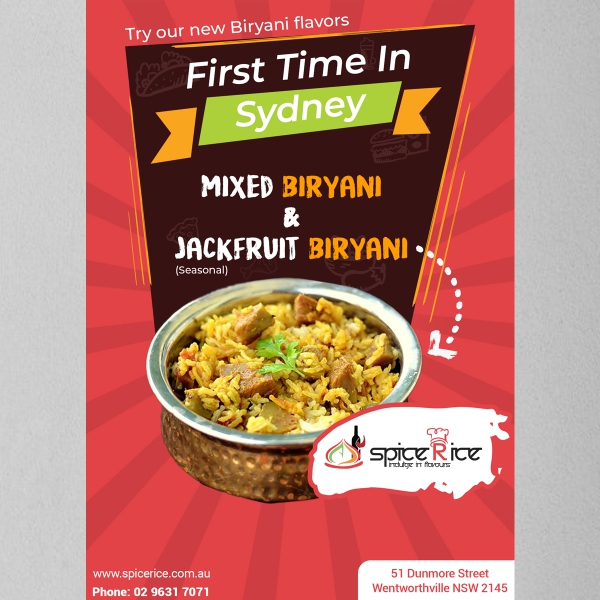 Try our new Biryani flavors
First Time In
Sydney
MIXED BIRYANI
&
JACKFRUIT BIRYANI
(Seasonal)
spiceRice
indulge in flavours
www.spicerice.com.au
Phone: 02 9631 7071
51 Dunmore Street
Wentworthville NSW 2145